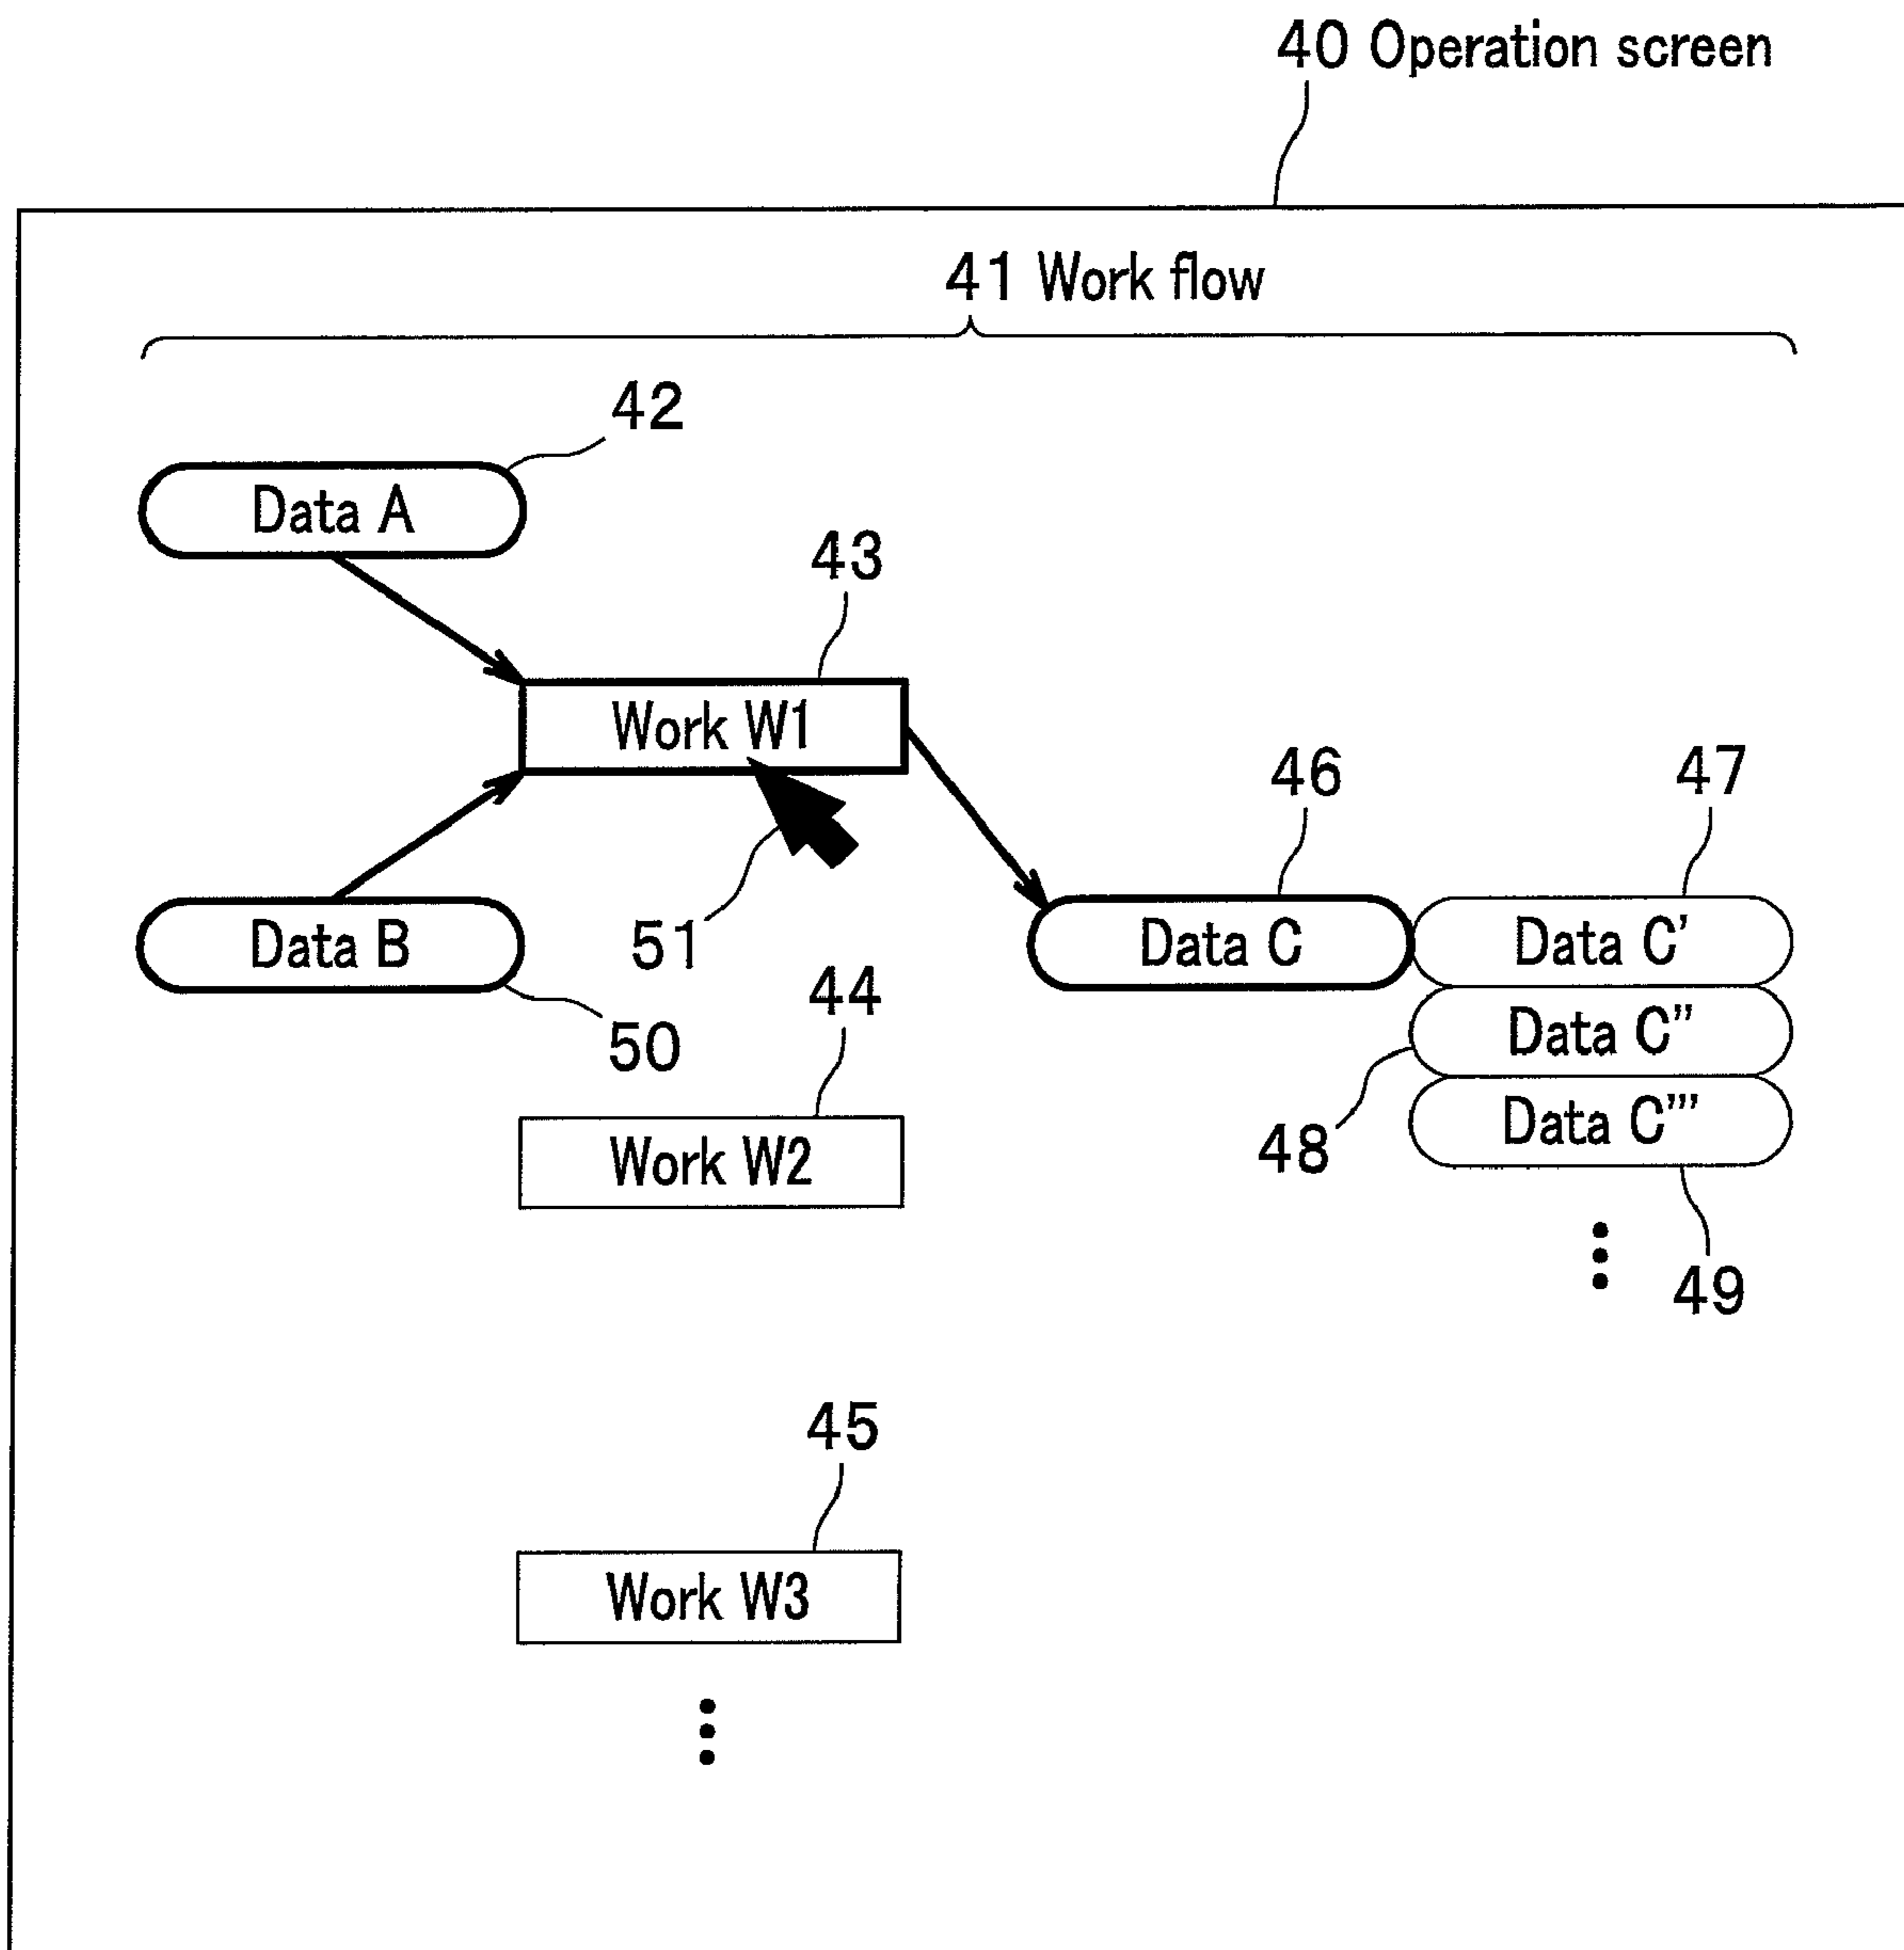 40 Operation screen
41 Work flow
42
Data A
43
Work W1
46
47
51
Data B
Data C
Data C'
44
50
Data C"
48
Work W2
Data C"'
49
45
Work W3